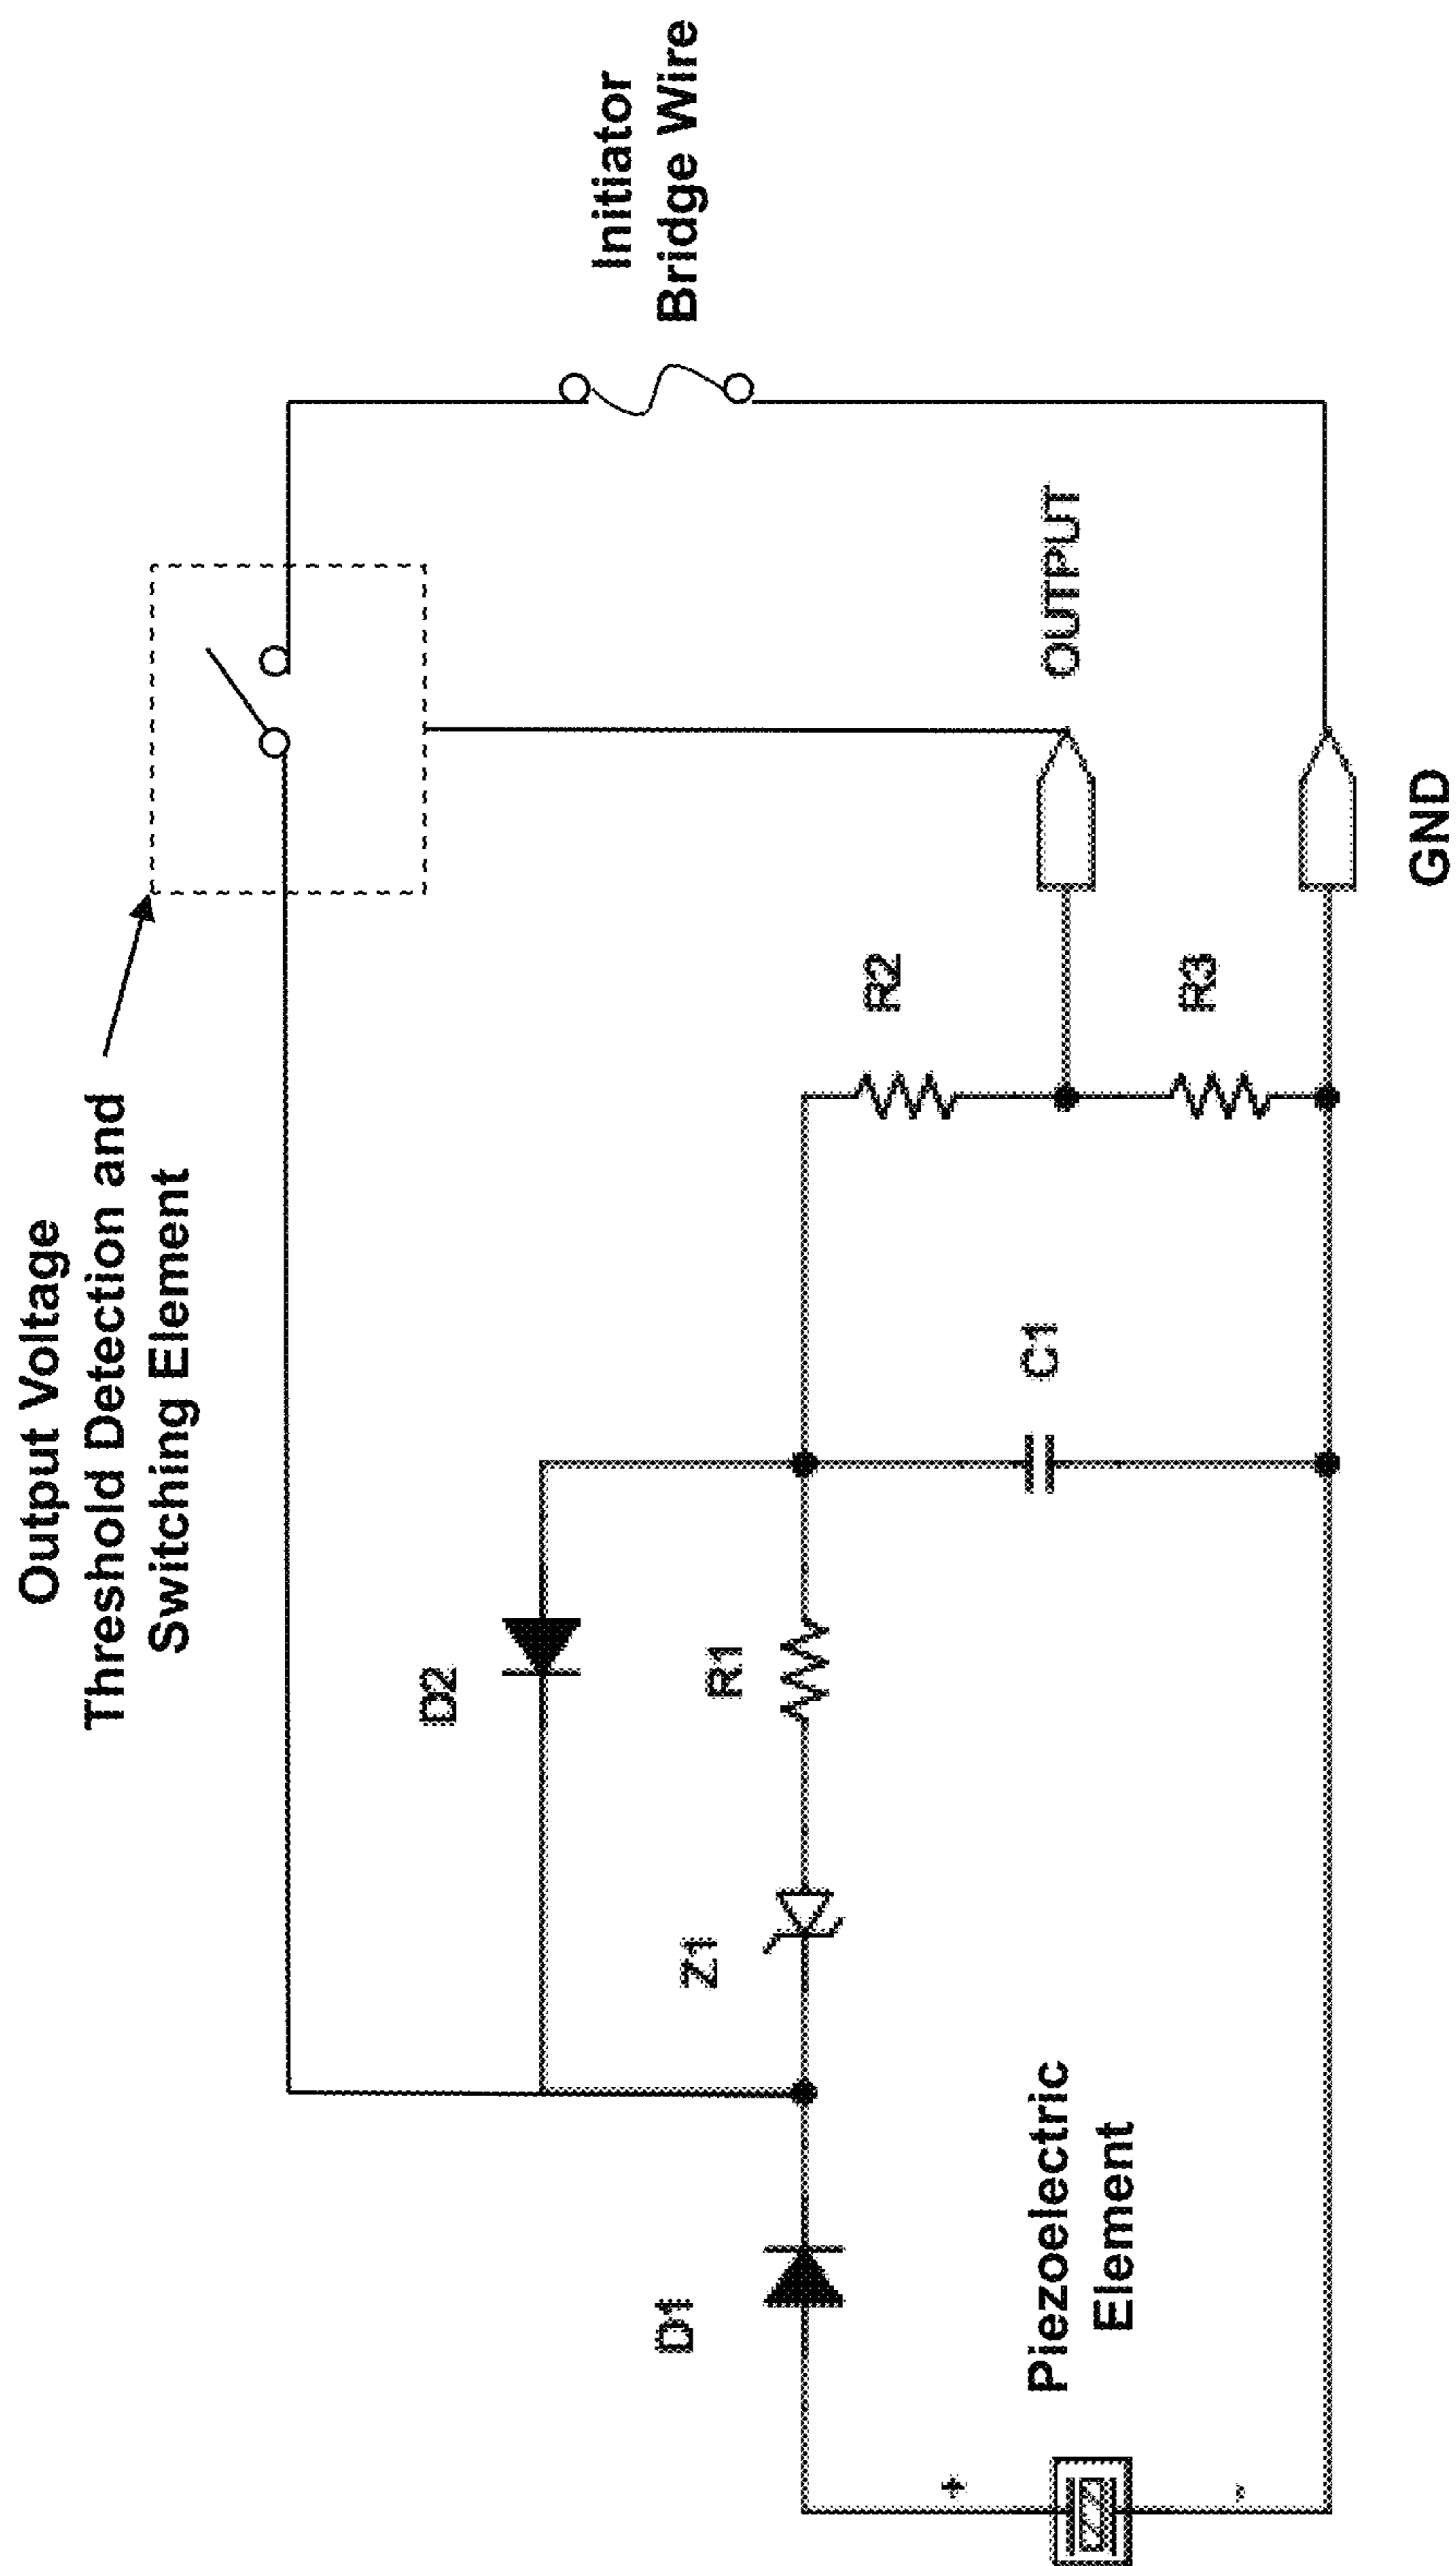 Output Voltage
Threshold Detection and
Switching Element
Initiator
Bridge Wire
D2
R1
Z1
D1
C1
R2
R3
OUTPUT
GND
Piezoelectric
Element
+
-